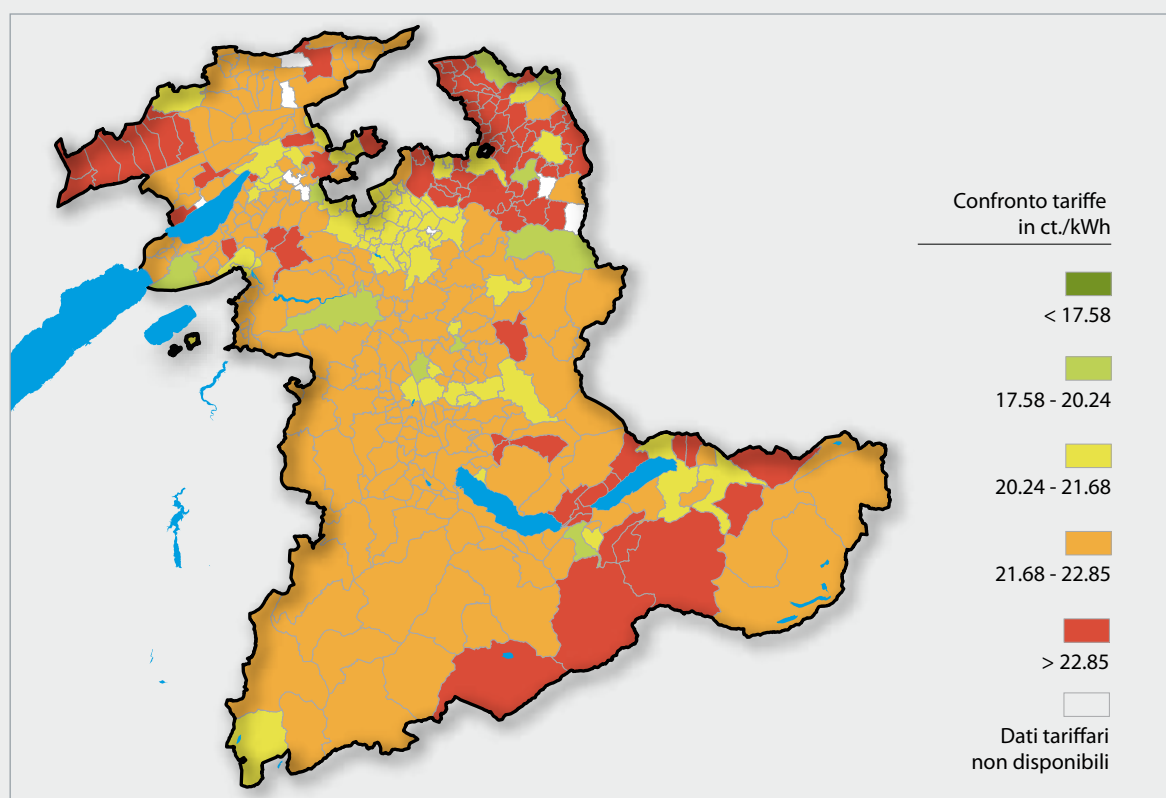 Confronto tariffe
in ct./kWh
< 17.58
17.58 - 20.24
20.24 - 21.68
21.68 - 22.85
> 22.85
Dati tariffari
non disponibili